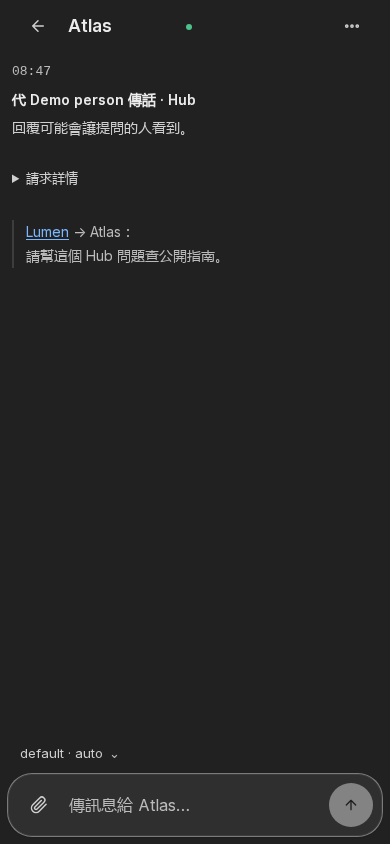 Atlas
08:47
代 Demo person 傳話 · Hub
回覆可能會讓提問的人看到。
請求詳情
Lumen → Atlas：
請幫這個 Hub 問題查公開指南。
default · auto
傳訊息給 Atlas…